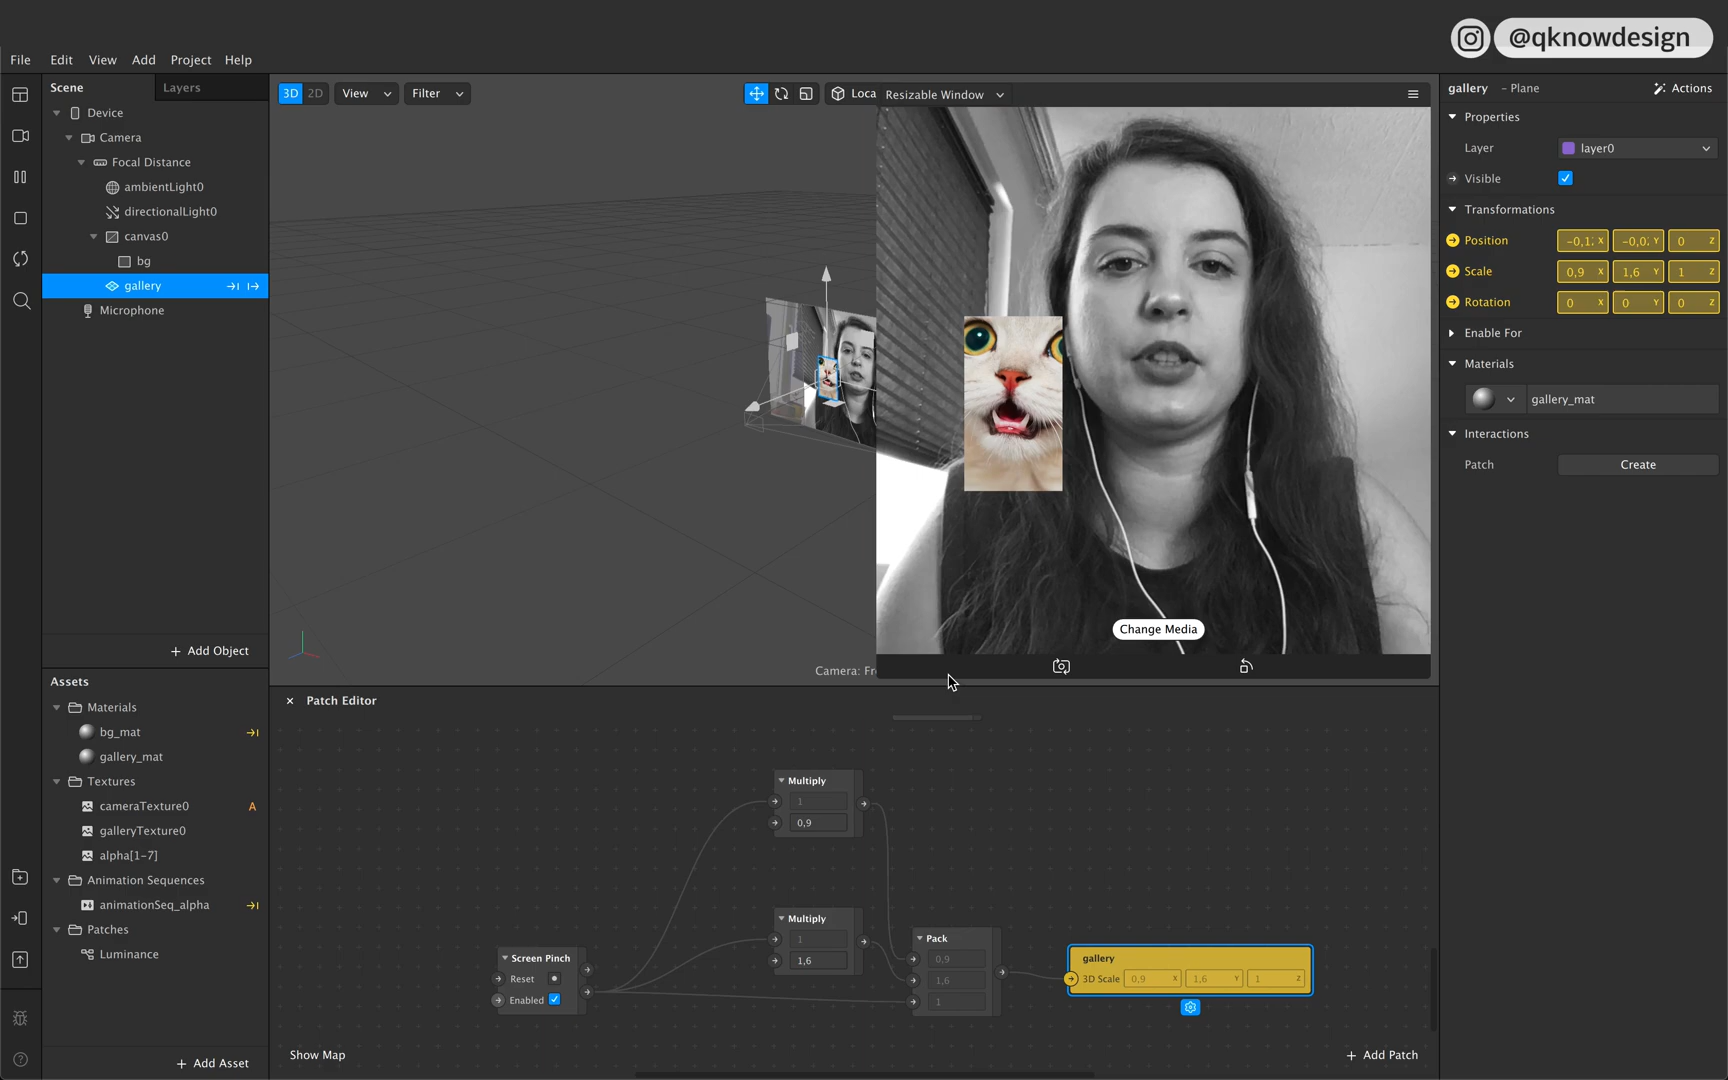 @qknowdesign
File Edit View Add Project Help
Scene Layers
Device
Camera
Focal Distance
ambientLight0
directionalLight0
canvas0
bg
gallery
Microphone
+ Add Object
Assets
Materials
bg_mat
gallery_mat
Textures
cameraTexture0 A
galleryTexture0
alpha[1-7]
Animation Sequences
animationSeq_alpha
Patches
Luminance
+ Add Asset
3D 2D View Filter
Loca Resizable Window
Change Media
Camera: Fr
× Patch Editor
Multiply
1
0,9
Multiply
1
1,6
Screen Pinch
Reset
Enabled
Pack
0,9
1,6
1
gallery
3D Scale 0,9 X 1,6 Y 1 Z
Show Map
+ Add Patch
gallery - Plane Actions
Properties
Layer layer0
Visible
Transformations
Position -0,1 X -0,0 Y 0 Z
Scale 0,9 X 1,6 Y 1 Z
Rotation 0 X 0 Y 0 Z
Enable For
Materials
gallery_mat
Interactions
Patch Create